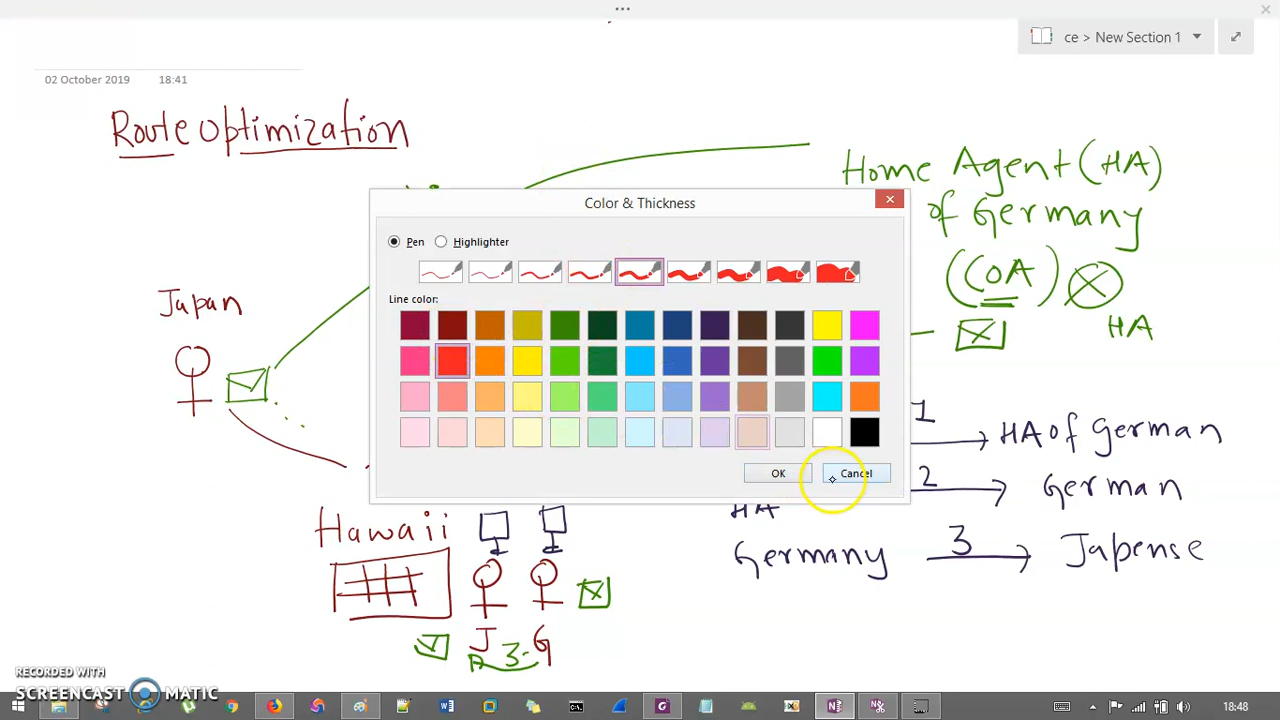 ce > New Section 1
02 October 2019 18:41
Route Optimization
Home Agent (HA)
of Germany
(COA)
HA
Japan
Color & Thickness
Pen Highlighter
Line color:
OK Cancel
1
HA of German
2
German
HA
Germany 3 Japense
Hawaii
J G
3
RECORDED WITH
SCREENCAST MATIC
18:48